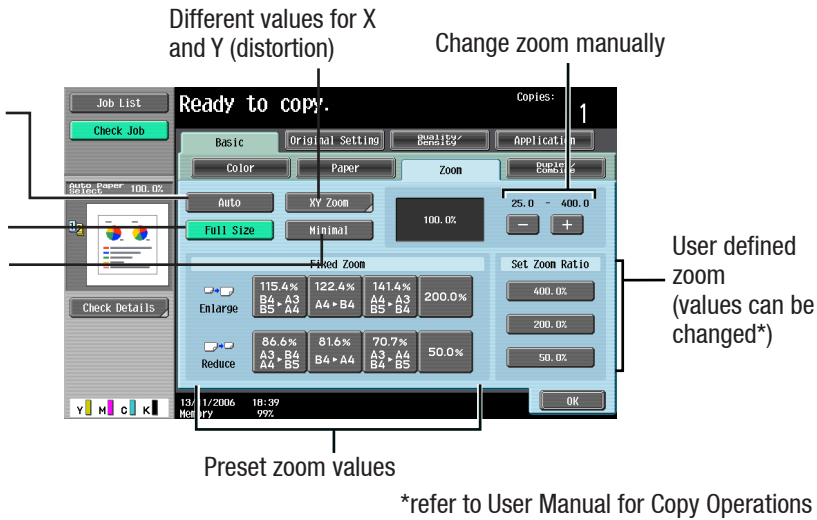 Different values for X
and Y (distortion)
Change zoom manually
Job List
Check Job
Ready to copy.
Copies:
1
Basic
Original Setting
Quality/
Density
Application
Color
Paper
Zoom
Duplex/
Combine
Auto Paper
Select 100.0%
Auto
XY Zoom
100.0%
25.0 - 400.0
- +
Full Size
Minimal
Fixed Zoom
Set Zoom Ratio
Enlarge
115.4%
B4▸A3
B5▸A4
122.4%
A4▸B4
141.4%
A4▸A3
B5▸B4
200.0%
400.0%
200.0%
Check Details
Reduce
86.6%
A3▸B4
A4▸B5
81.6%
B4▸A4
70.7%
A3▸A4
B4▸B5
50.0%
50.0%
User defined
zoom
(values can be
changed*)
Y M C K
13/11/2006 18:39
Memory 99%
OK
Preset zoom values
*refer to User Manual for Copy Operations